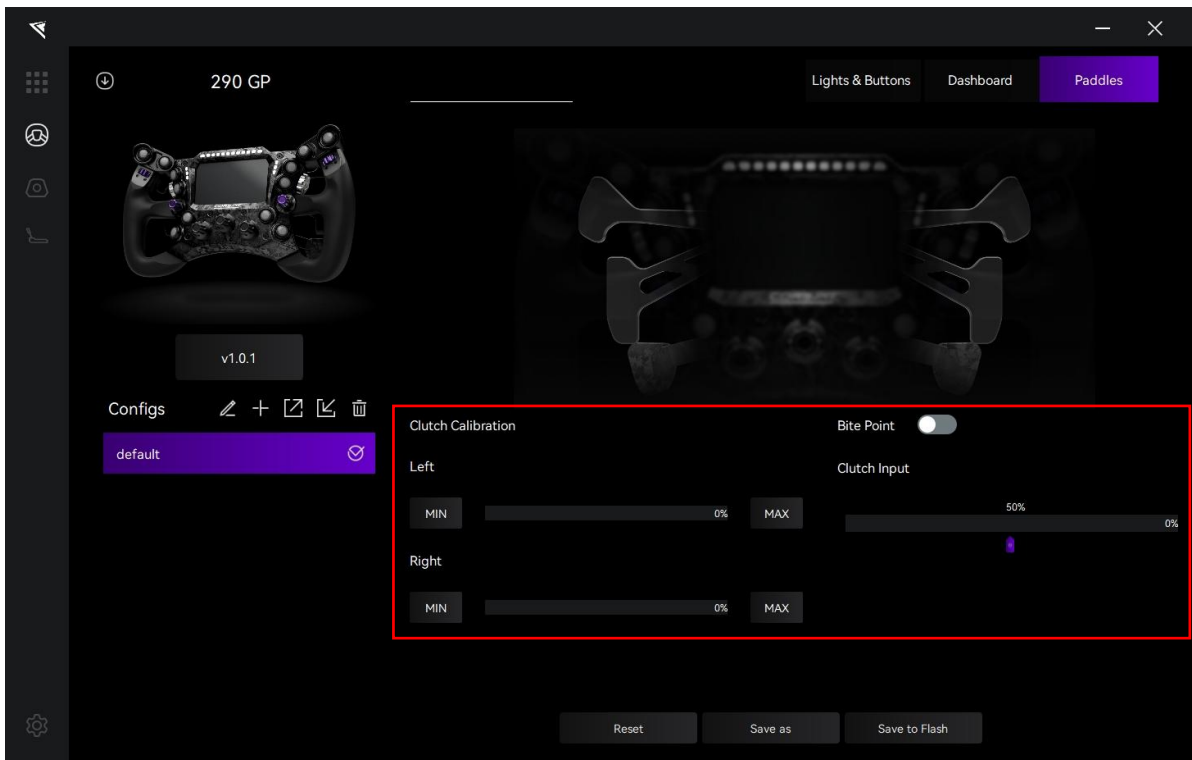 290 GP
Lights & Buttons
Dashboard
Paddles
v1.0.1
Configs
default
Clutch Calibration
Bite Point
Left
Clutch Input
MIN
0%
MAX
50%
0%
Right
MIN
0%
MAX
Reset
Save as
Save to Flash